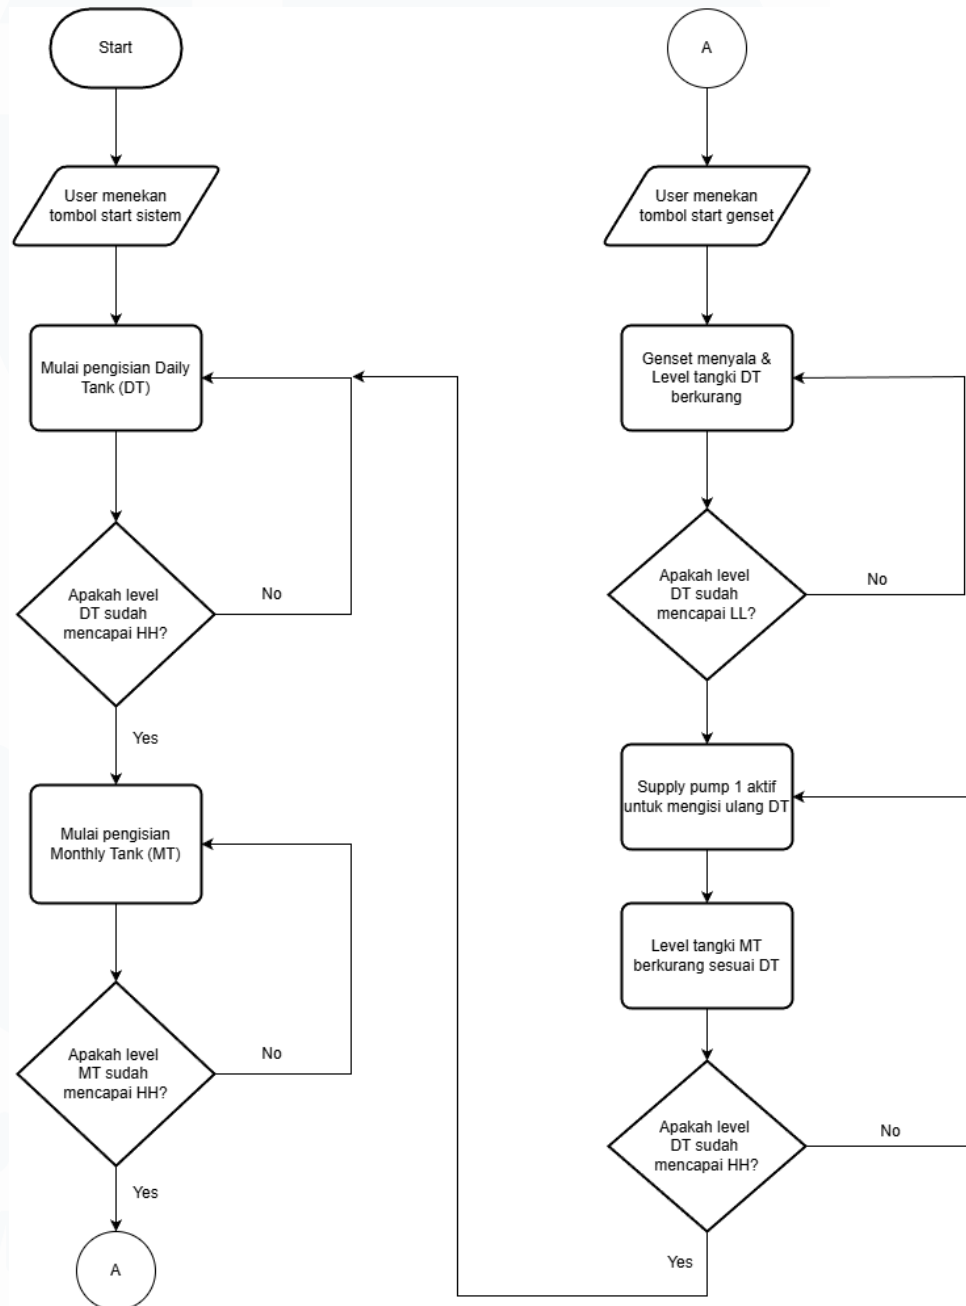 Start
User menekan
tombol start sistem
Mulai pengisian Daily
Tank (DT)
Apakah level
DT sudah
mencapai HH?
No
Yes
Mulai pengisian
Monthly Tank (MT)
Apakah level
MT sudah
mencapai HH?
No
Yes
A
A
User menekan
tombol start genset
Genset menyala &
Level tangki DT
berkurang
Apakah level
DT sudah
mencapai LL?
No
Supply pump 1 aktif
untuk mengisi ulang DT
Level tangki MT
berkurang sesuai DT
Apakah level
DT sudah
mencapai HH?
No
Yes